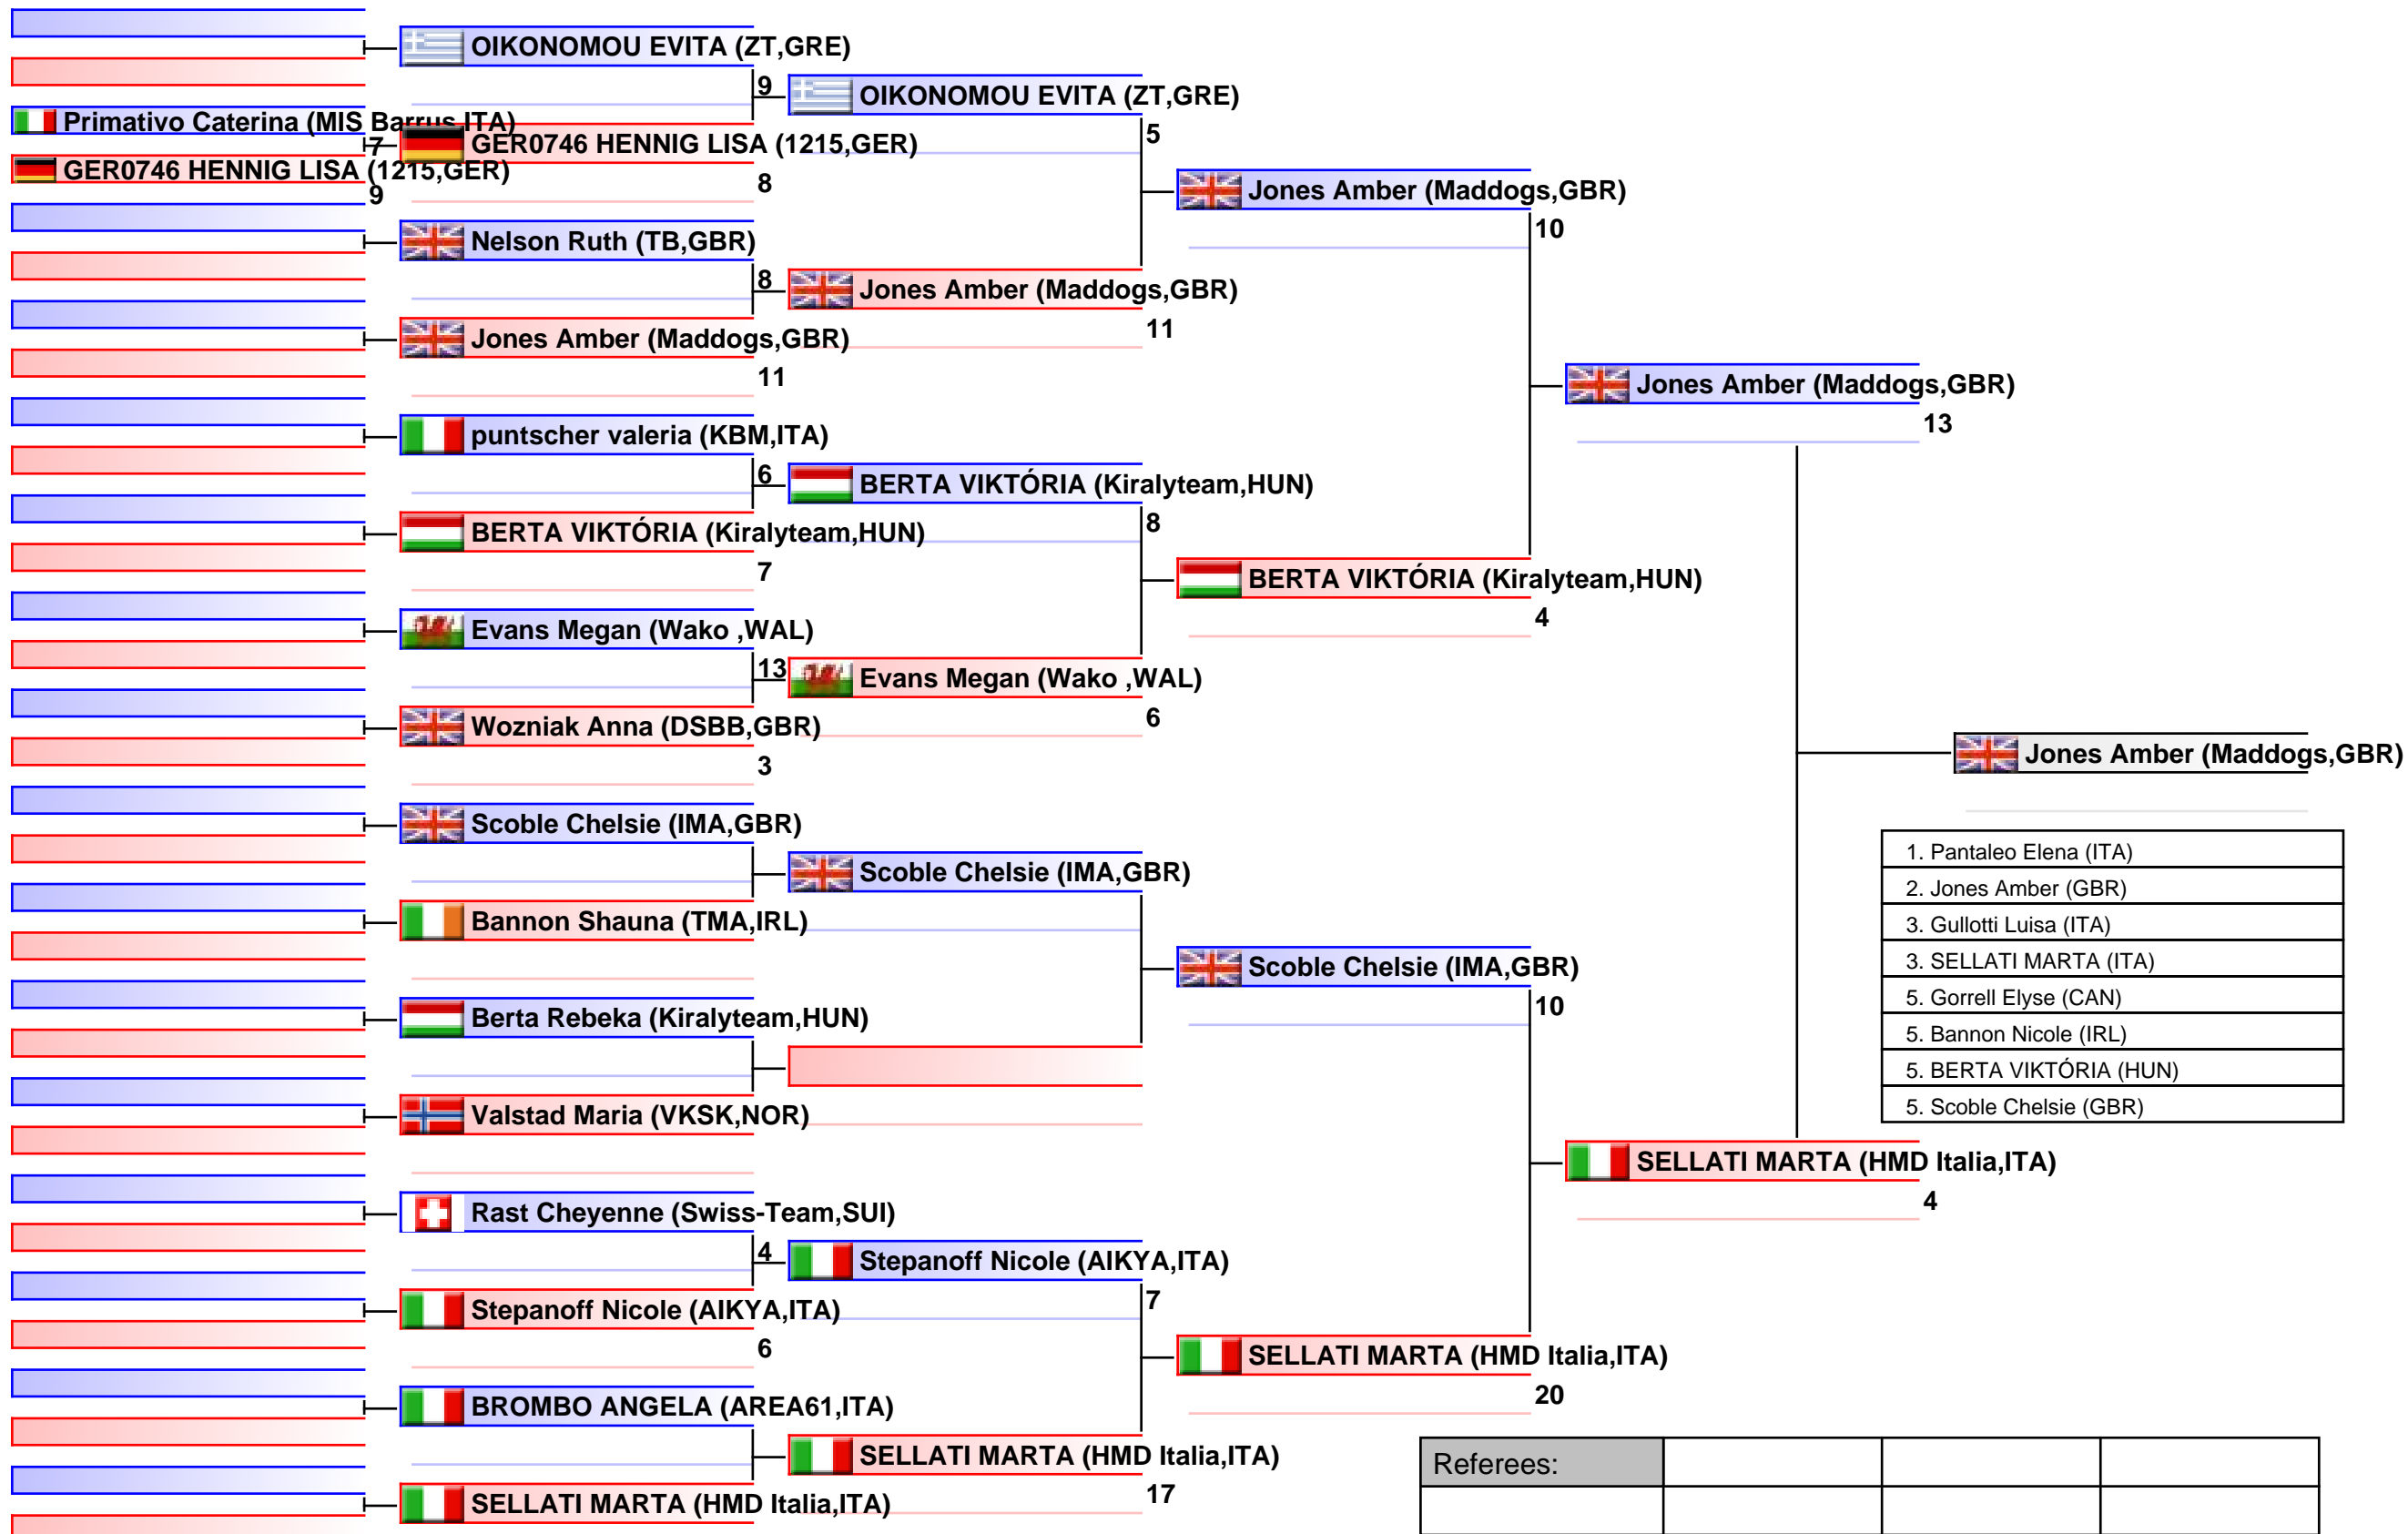 OIKONOMOU EVITA (ZT,GRE)
9
OIKONOMOU EVITA (ZT,GRE)
5
Primativo Caterina (MIS Barrus,ITA)
7
GER0746 HENNIG LISA (1215,GER)
8
GER0746 HENNIG LISA (1215,GER)
9
Jones Amber (Maddogs,GBR)
10
Nelson Ruth (TB,GBR)
8
Jones Amber (Maddogs,GBR)
11
Jones Amber (Maddogs,GBR)
11
Jones Amber (Maddogs,GBR)
13
puntscher valeria (KBM,ITA)
6
BERTA VIKTÓRIA (Kiralyteam,HUN)
8
BERTA VIKTÓRIA (Kiralyteam,HUN)
7
BERTA VIKTÓRIA (Kiralyteam,HUN)
4
Evans Megan (Wako ,WAL)
13
Evans Megan (Wako ,WAL)
6
Wozniak Anna (DSBB,GBR)
3
Jones Amber (Maddogs,GBR)
Scoble Chelsie (IMA,GBR)
Scoble Chelsie (IMA,GBR)
Bannon Shauna (TMA,IRL)
Scoble Chelsie (IMA,GBR)
10
1. Pantaleo Elena (ITA)
2. Jones Amber (GBR)
3. Gullotti Luisa (ITA)
3. SELLATI MARTA (ITA)
5. Gorrell Elyse (CAN)
5. Bannon Nicole (IRL)
5. BERTA VIKTÓRIA (HUN)
5. Scoble Chelsie (GBR)
Berta Rebeka (Kiralyteam,HUN)
Valstad Maria (VKSK,NOR)
SELLATI MARTA (HMD Italia,ITA)
4
Rast Cheyenne (Swiss-Team,SUI)
4
Stepanoff Nicole (AIKYA,ITA)
7
Stepanoff Nicole (AIKYA,ITA)
6
SELLATI MARTA (HMD Italia,ITA)
20
BROMBO ANGELA (AREA61,ITA)
SELLATI MARTA (HMD Italia,ITA)
17
SELLATI MARTA (HMD Italia,ITA)
Referees: